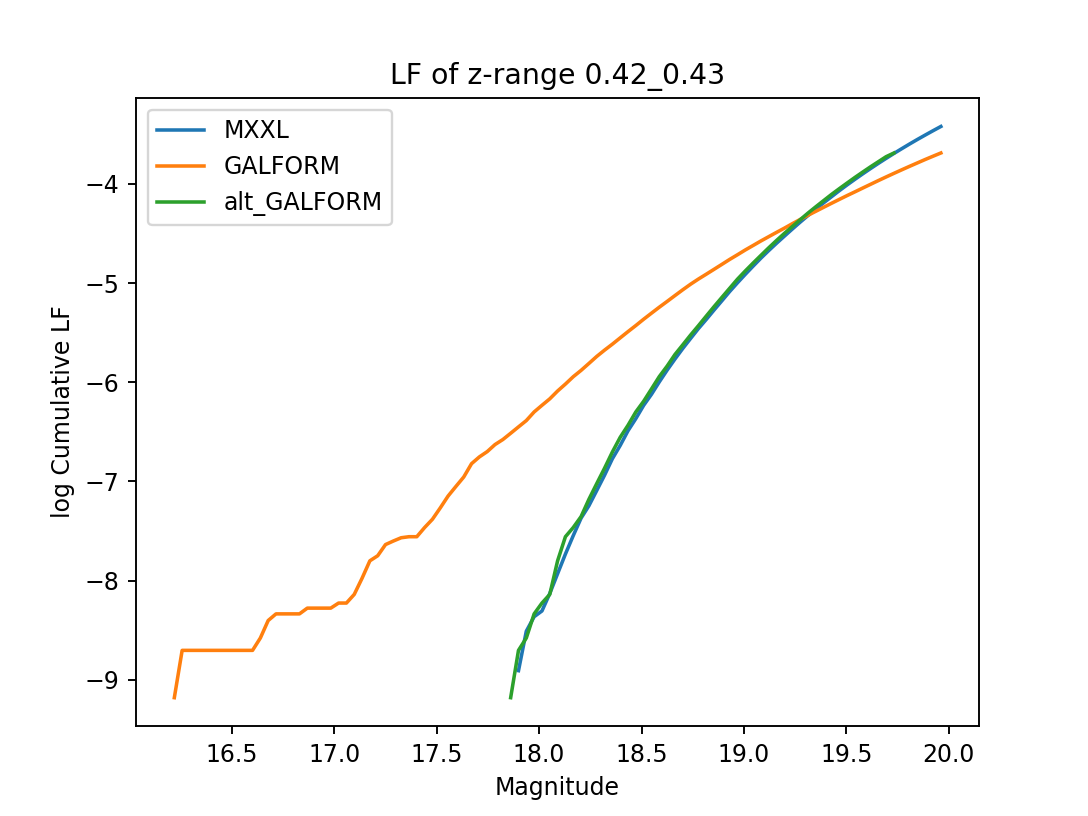 LF of z-range 0.42_0.43
MXXL
GALFORM
alt_GALFORM
log Cumulative LF
−4
−5
−6
−7
−8
−9
16.5 17.0 17.5 18.0 18.5 19.0 19.5 20.0
Magnitude